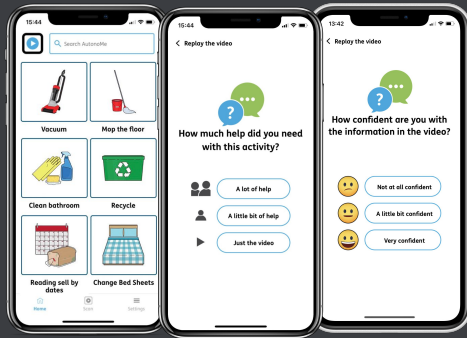 15:44
Search AutonoMe
Vacuum
Mop the floor
Clean bathroom
Recycle
Reading sell by
dates
Change Bed Sheets
Home
Scan
Settings
15:44
Replay the video
?
How much help did you need
with this activity?
A lot of help
A little bit of help
Just the video
13:42
Replay the video
?
How confident are you with
the information in the video?
Not at all confident
A little bit confident
Very confident